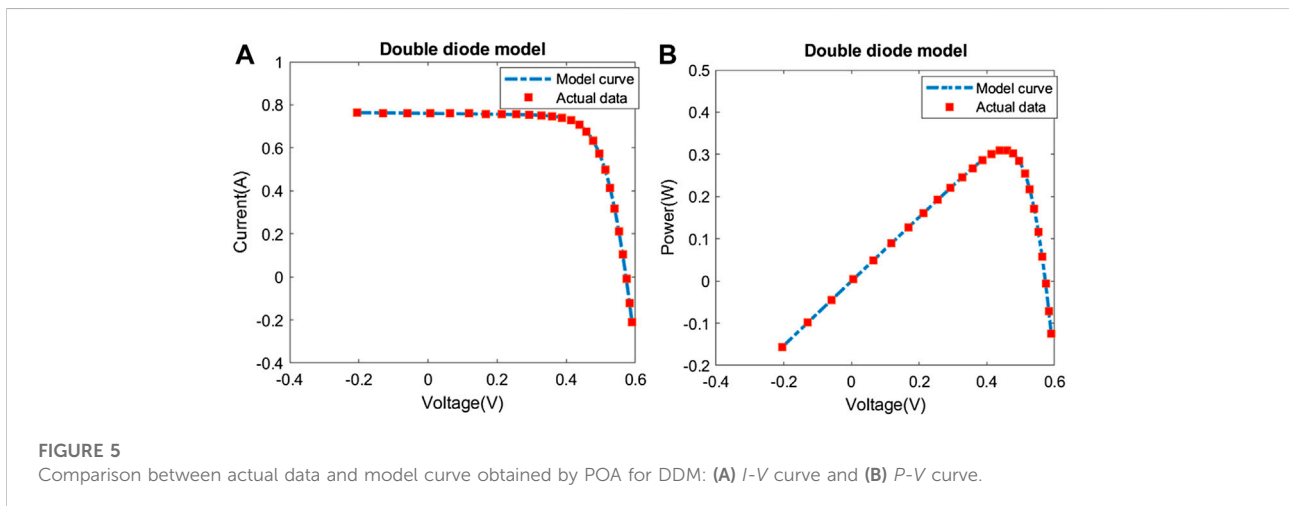 A
Double diode model
Model curve
Actual data
1
0.8
0.6
0.4
0.2
0
-0.2
-0.4
Current(A)
-0.4 -0.2 0 0.2 0.4 0.6
Voltage(V)
B
Double diode model
Model curve
Actual data
0.5
0.4
0.3
0.2
0.1
0
-0.1
-0.2
Power(W)
-0.4 -0.2 0 0.2 0.4 0.6
Voltage(V)
FIGURE 5
Comparison between actual data and model curve obtained by POA for DDM: (A) I-V curve and (B) P-V curve.